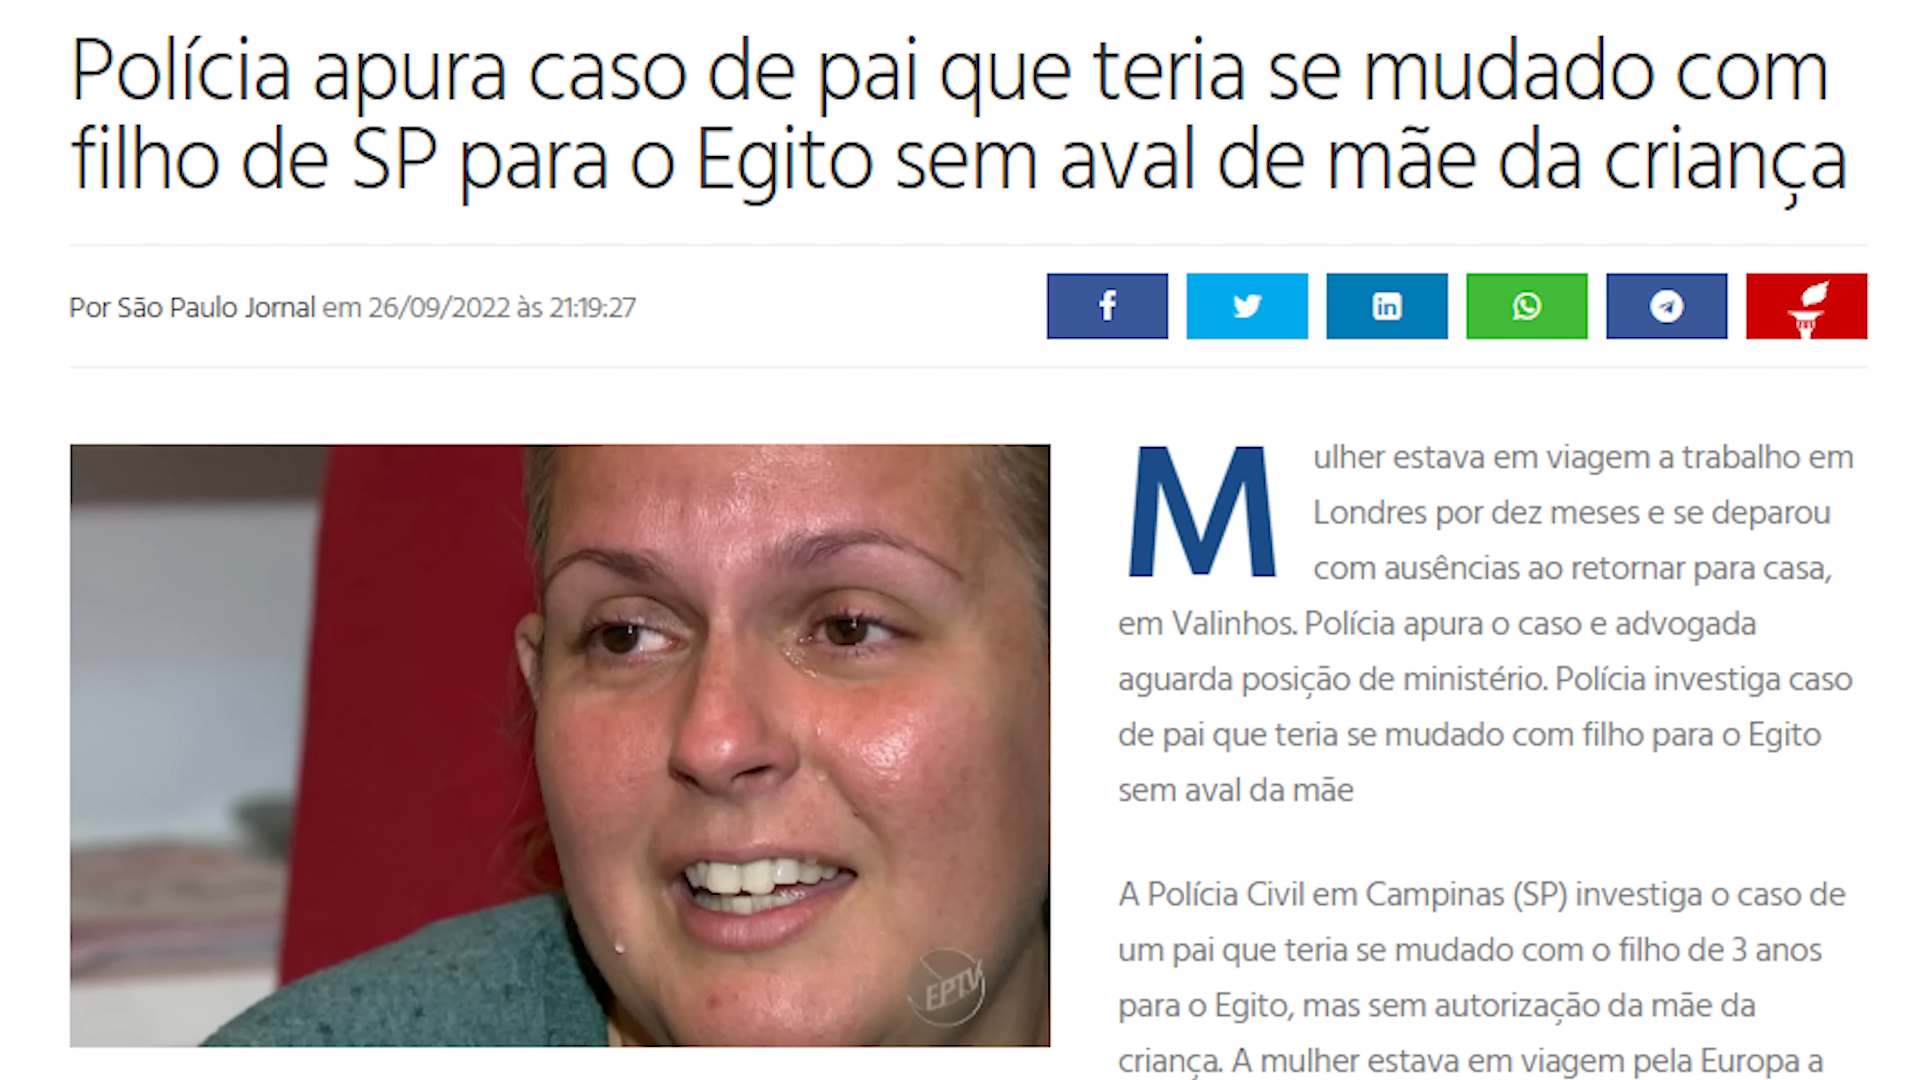 Polícia apura caso de pai que teria se mudado com
filho de SP para o Egito sem aval de mãe da criança
Por São Paulo Jornal em 26/09/2022 às 21:19:27
Mulher estava em viagem a trabalho em
Londres por dez meses e se deparou
com ausências ao retornar para casa,
em Valinhos. Polícia apura o caso e advogada
aguarda posição de ministério. Polícia investiga caso
de pai que teria se mudado com filho para o Egito
sem aval da mãe
EPTV
A Polícia Civil em Campinas (SP) investiga o caso de
um pai que teria se mudado com o filho de 3 anos
para o Egito, mas sem autorização da mãe da
criança. A mulher estava em viagem pela Europa a